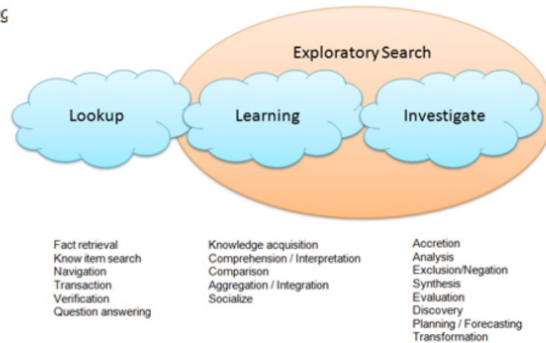 Exploratory Search
Lookup
Learning
Investigate
Fact retrieval
Know item search
Navigation
Transaction
Verification
Question answering
Knowledge acquisition
Comprehension / Interpretation
Comparison
Aggregation / Integration
Socialize
Accretion
Analysis
Exclusion/Negation
Synthesis
Evaluation
Discovery
Planning / Forecasting
Transformation